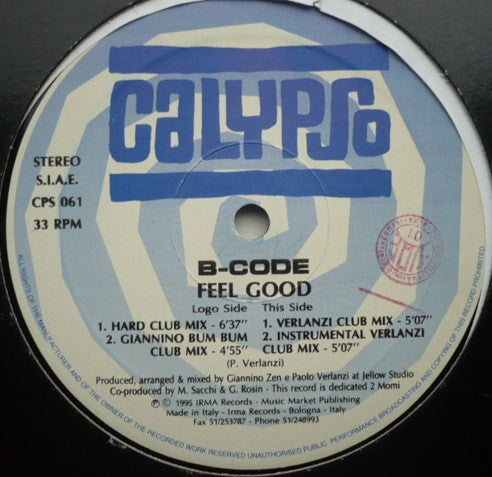 CALYPSO
STEREO
S.I.A.E.
CPS 061
33 RPM
B-CODE
FEEL GOOD
Logo Side This Side
1. HARD CLUB MIX - 6'37'' 1. VERLANZI CLUB MIX - 5'07''
2. GIANNINO BUM BUM 2. INSTRUMENTAL VERLANZI
CLUB MIX - 4'55'' CLUB MIX - 5'07''
(P. Verlanzi)
Produced, arranged & mixed by Giannino Zen e Paolo Verlanzi at Jellow Studio
Co-produced by M. Sacchi & G. Rosin - This record is dedicated 2 Momi
℗ © 1995 IRMA Records - Music Market Publishing
Made in Italy - Irma Records - Bologna - Italy
Fax 51/253787 - Phone 51/248993
ALL RIGHTS OF THE MANUFACTURER AND OF THE OWNER OF THE RECORDED WORK RESERVED UNAUTHORISED PUBLIC PERFORMANCE BROADCASTING AND COPYING OF THIS RECORD PROHIBITED